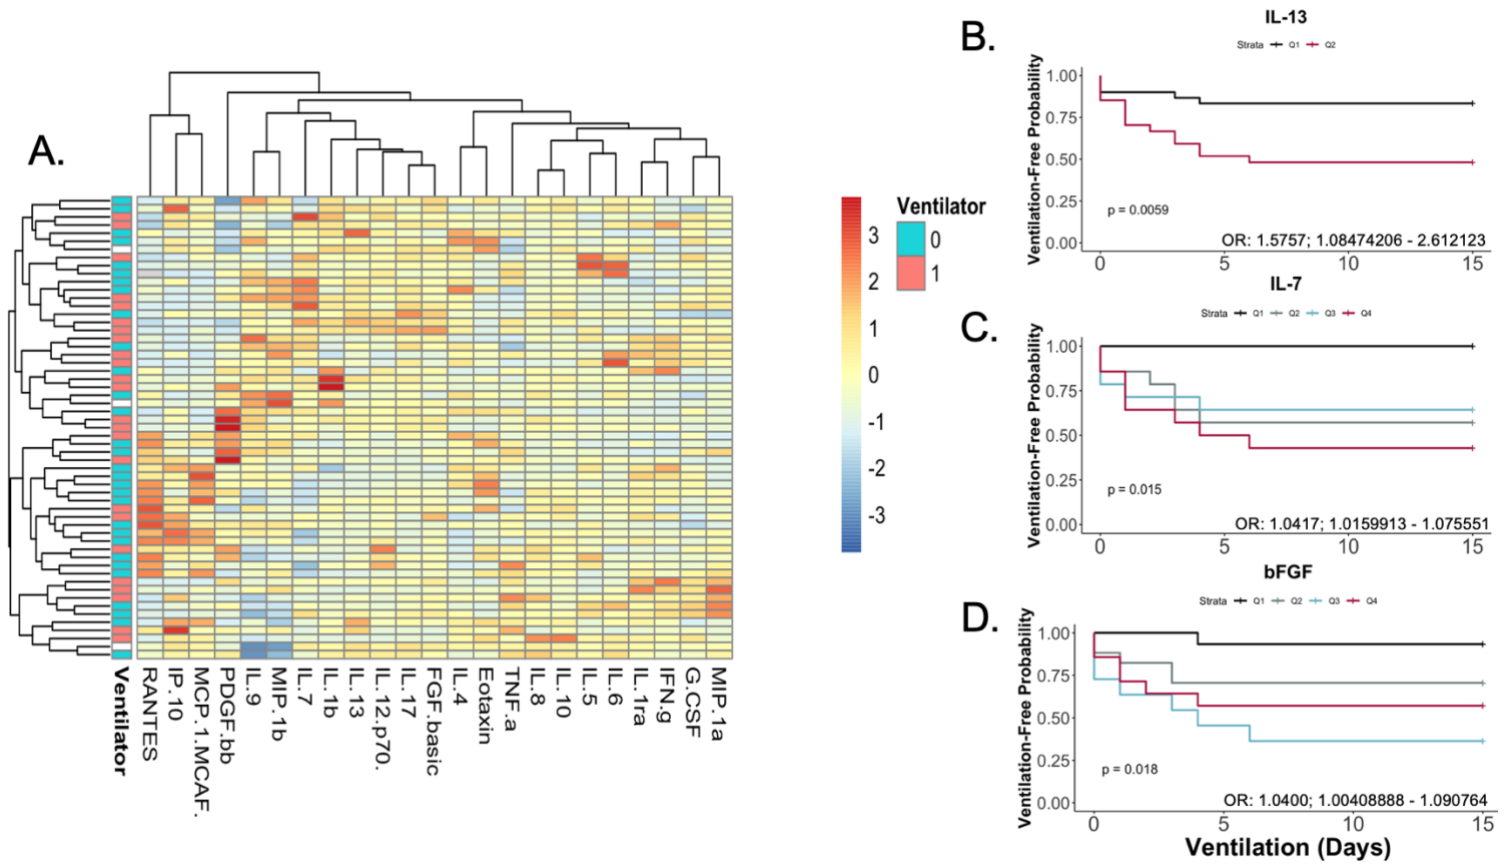 A.
Ventilator
0
1
3
2
1
0
-1
-2
-3
Ventilator
RANTES
IP.10
MCP.1.MCAF.
PDGF.bb
IL.9
MIP.1b
IL.7
IL.1b
IL.13
IL.12.p70.
IL.17
FGF.basic
IL.4
Eotaxin
TNF.a
IL.8
IL.10
IL.5
IL.6
IL.1ra
IFN.g
G.CSF
MIP.1a
B.
IL-13
Strata Q1 Q2
Ventilation-Free Probability
1.00
0.75
0.50
0.25
0.00
p = 0.0059
OR: 1.5757; 1.08474206 - 2.612123
0 5 10 15
C.
IL-7
Strata Q1 Q2 Q3 Q4
Ventilation-Free Probability
1.00
0.75
0.50
0.25
0.00
p = 0.015
OR: 1.0417; 1.0159913 - 1.075551
0 5 10 15
D.
bFGF
Strata Q1 Q2 Q3 Q4
Ventilation-Free Probability
1.00
0.75
0.50
0.25
0.00
p = 0.018
OR: 1.0400; 1.00408888 - 1.090764
0 5 10 15
Ventilation (Days)